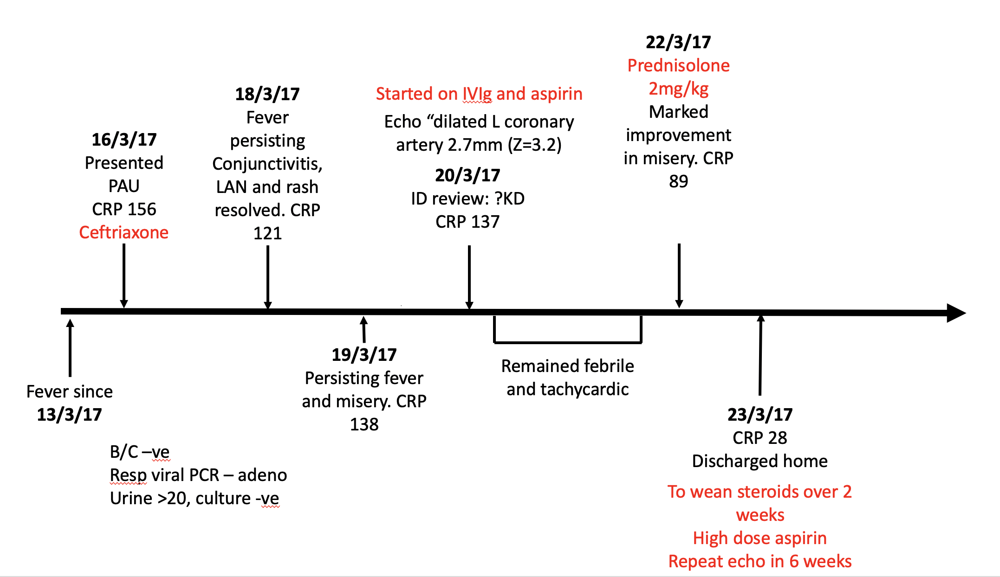 22/3/17
Prednisolone
2mg/kg
Marked
improvement
in misery. CRP
89
Started on IVIg and aspirin
Echo “dilated L coronary
artery 2.7mm (Z=3.2)
20/3/17
ID review: ?KD
CRP 137
18/3/17
Fever
persisting
Conjunctivitis,
LAN and rash
resolved. CRP
121
16/3/17
Presented
PAU
CRP 156
Ceftriaxone
Fever since
13/3/17
19/3/17
Persisting fever
and misery. CRP
138
Remained febrile
and tachycardic
23/3/17
CRP 28
Discharged home
To wean steroids over 2
weeks
High dose aspirin
Repeat echo in 6 weeks
B/C –ve
Resp viral PCR – adeno
Urine >20, culture -ve